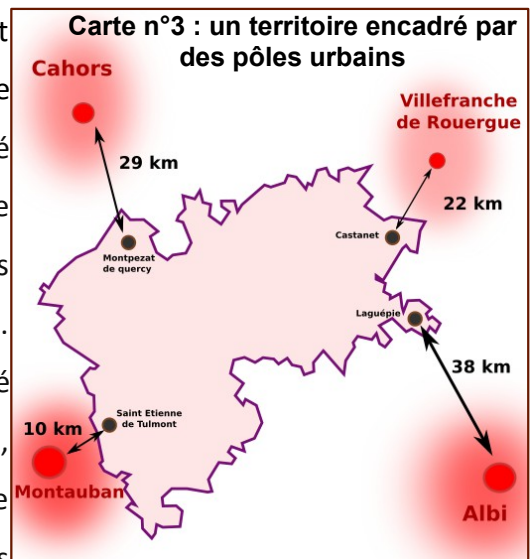 Carte n°3 : un territoire encadré par
des pôles urbains
Cahors
Villefranche
de Rouergue
29 km
22 km
Castanet
Montpezat
de quercy
Laguépie
38 km
Saint Etienne
de Tulmont
10 km
Montauban
Albi